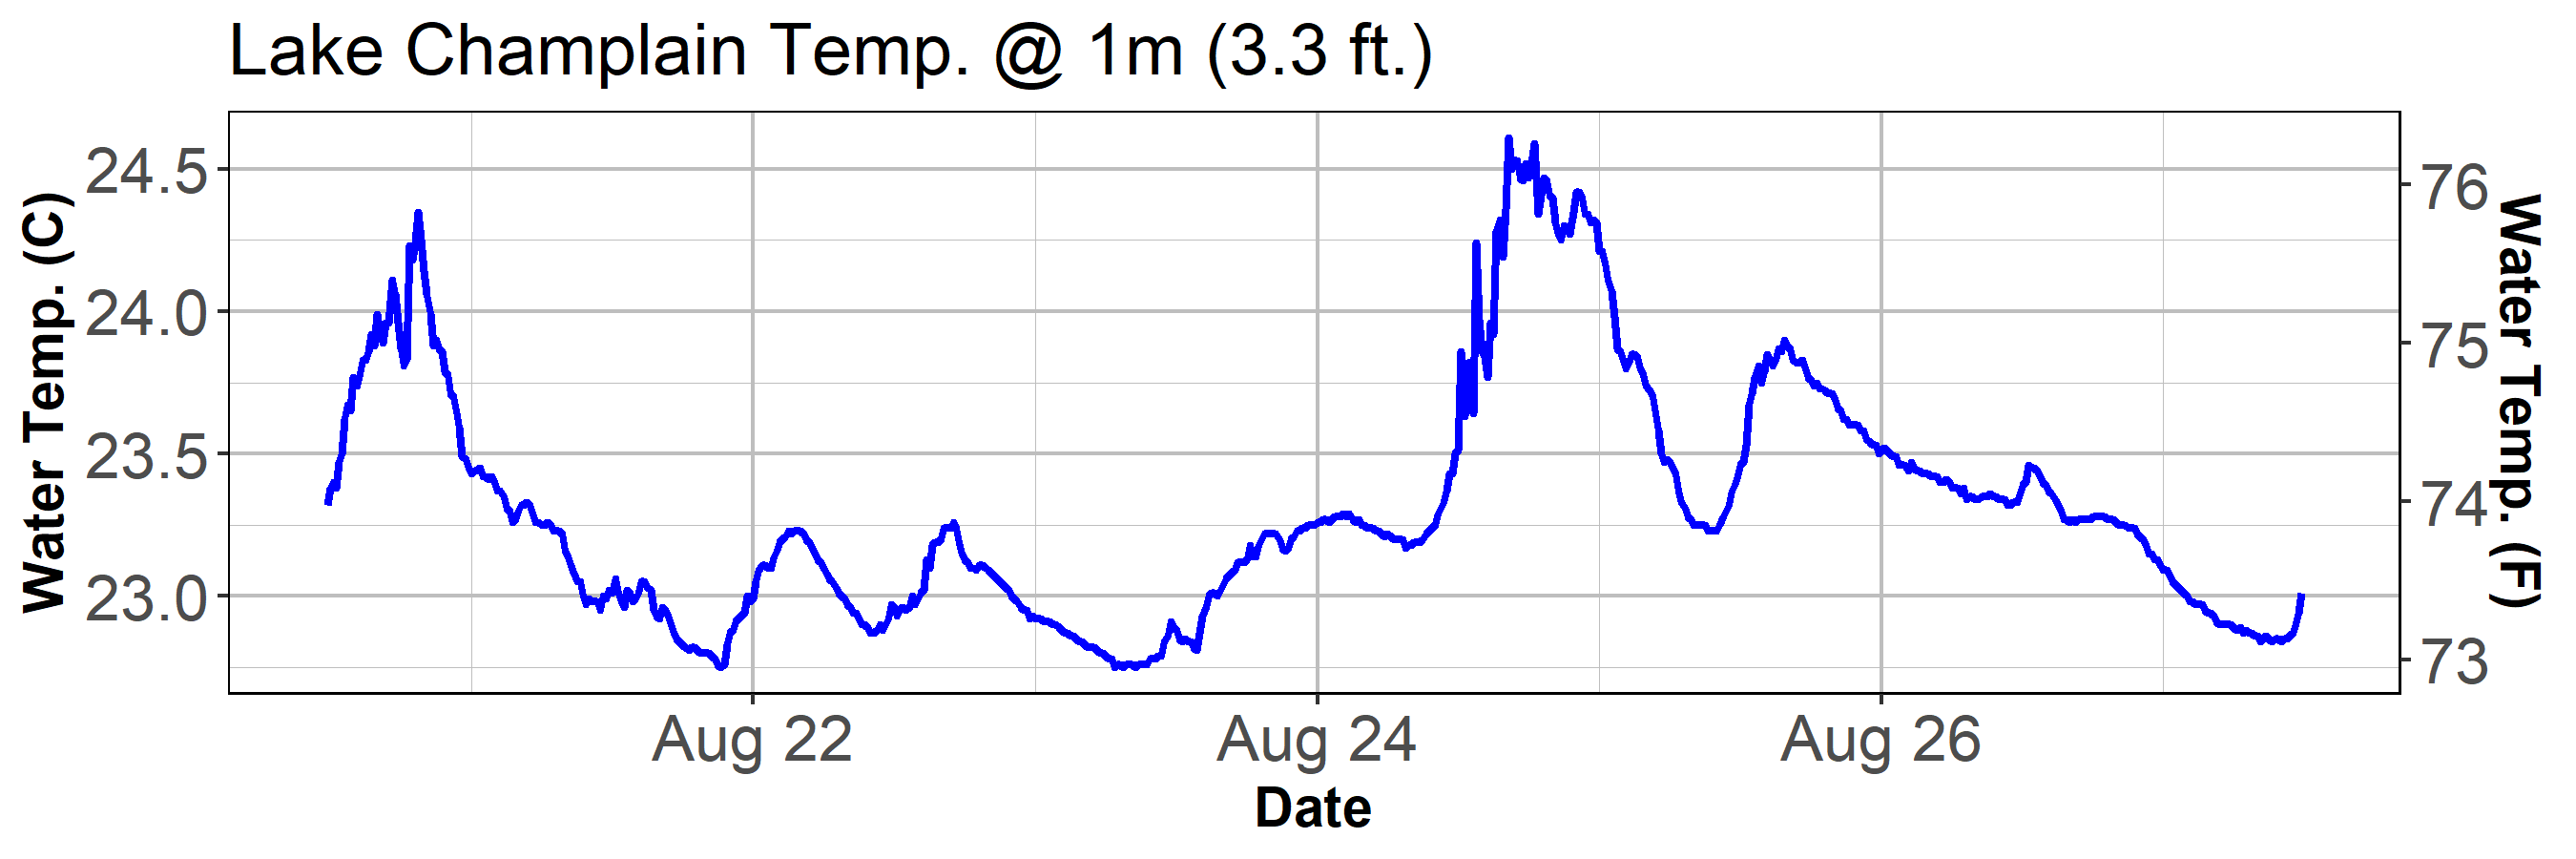 Lake Champlain Temp. @ 1m (3.3 ft.)
Water Temp. (C)
24.5
24.0
23.5
23.0
76
75
74
73
Water Temp. (F)
Aug 22
Aug 24
Aug 26
Date